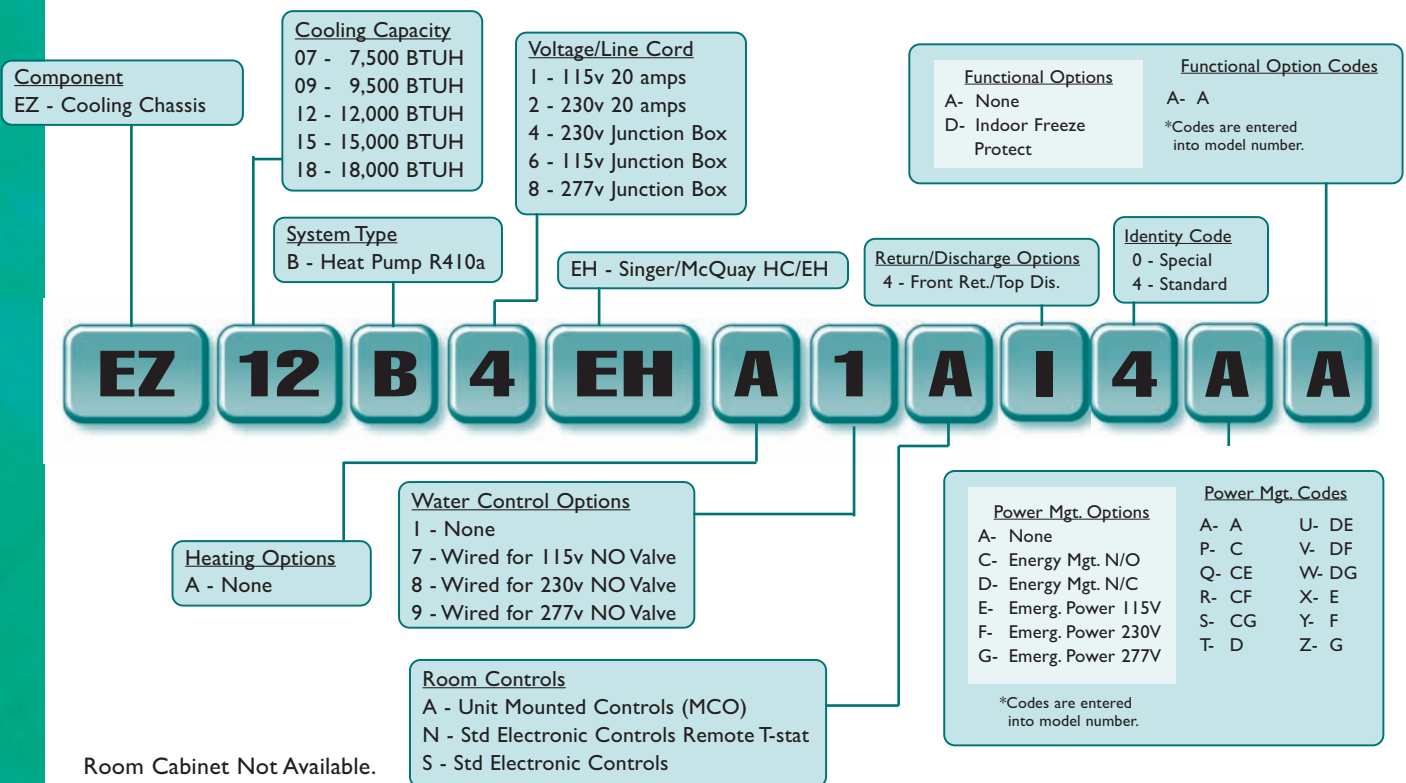 Component
EZ - Cooling Chassis
Cooling Capacity
07 - 7,500 BTUH
09 - 9,500 BTUH
12 - 12,000 BTUH
15 - 15,000 BTUH
18 - 18,000 BTUH
System Type
B - Heat Pump R410a
Voltage/Line Cord
1 - 115v 20 amps
2 - 230v 20 amps
4 - 230v Junction Box
6 - 115v Junction Box
8 - 277v Junction Box
EH - Singer/McQuay HC/EH
Return/Discharge Options
4 - Front Ret./Top Dis.
Identity Code
0 - Special
4 - Standard
Functional Options
A- None
D- Indoor Freeze
Protect
Functional Option Codes
A- A
*Codes are entered
into model number.
EZ 12 B 4 EH A 1 A I 4 A A
Heating Options
A - None
Water Control Options
1 - None
7 - Wired for 115v NO Valve
8 - Wired for 230v NO Valve
9 - Wired for 277v NO Valve
Room Controls
A - Unit Mounted Controls (MCO)
N - Std Electronic Controls Remote T-stat
S - Std Electronic Controls
Power Mgt. Options
A- None
C- Energy Mgt. N/O
D- Energy Mgt. N/C
E- Emerg. Power 115V
F- Emerg. Power 230V
G- Emerg. Power 277V
*Codes are entered
into model number.
Power Mgt. Codes
A- A U- DE
P- C V- DF
Q- CE W- DG
R- CF X- E
S- CG Y- F
T- D Z- G
Room Cabinet Not Available.